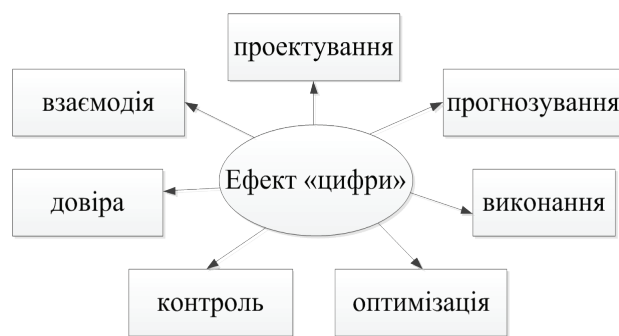 проектування
взаємодія
прогнозування
Ефект «цифри»
довіра
виконання
контроль
оптимізація